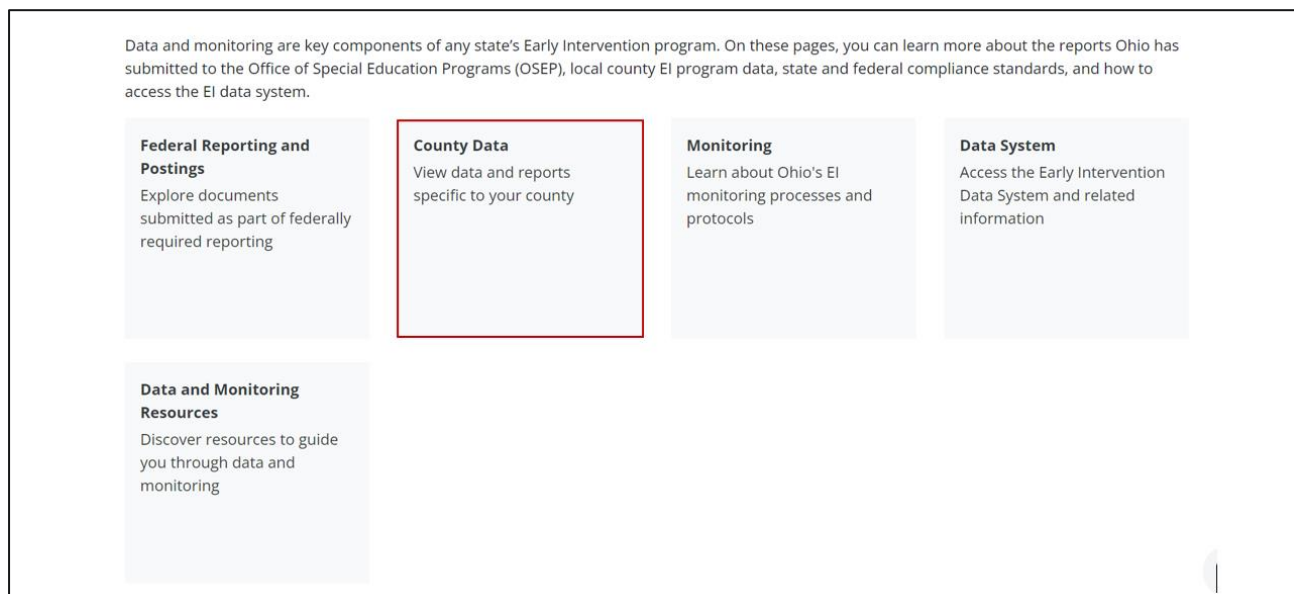 Data and monitoring are key components of any state’s Early Intervention program. On these pages, you can learn more about the reports Ohio has
submitted to the Office of Special Education Programs (OSEP), local county EI program data, state and federal compliance standards, and how to
access the EI data system.
Federal Reporting and
Postings
Explore documents
submitted as part of federally
required reporting
County Data
View data and reports
specific to your county
Monitoring
Learn about Ohio's EI
monitoring processes and
protocols
Data System
Access the Early Intervention
Data System and related
information
Data and Monitoring
Resources
Discover resources to guide
you through data and
monitoring